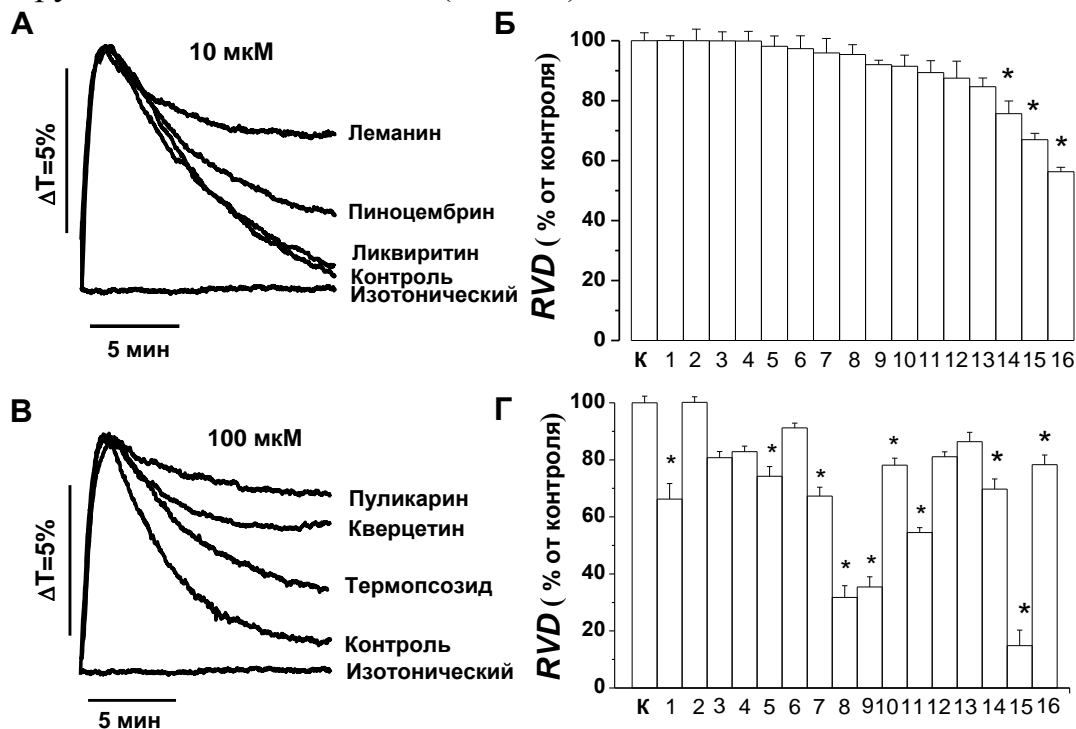 А
10 мкМ
ΔT=5%
Леманин
Пиноцембрин
Ликвиритин
Контроль
Изотонический
5 мин
Б
RVD ( % от контроля)
100
80
60
40
20
0
К 1 2 3 4 5 6 7 8 9 10 11 12 13 14 15 16
* * *
В
100 мкМ
ΔT=5%
Пуликарин
Кверцетин
Термопсозид
Контроль
Изотонический
5 мин
Г
RVD ( % от контроля)
100
80
60
40
20
0
К 1 2 3 4 5 6 7 8 9 10 11 12 13 14 15 16
* * * * * * * * * *